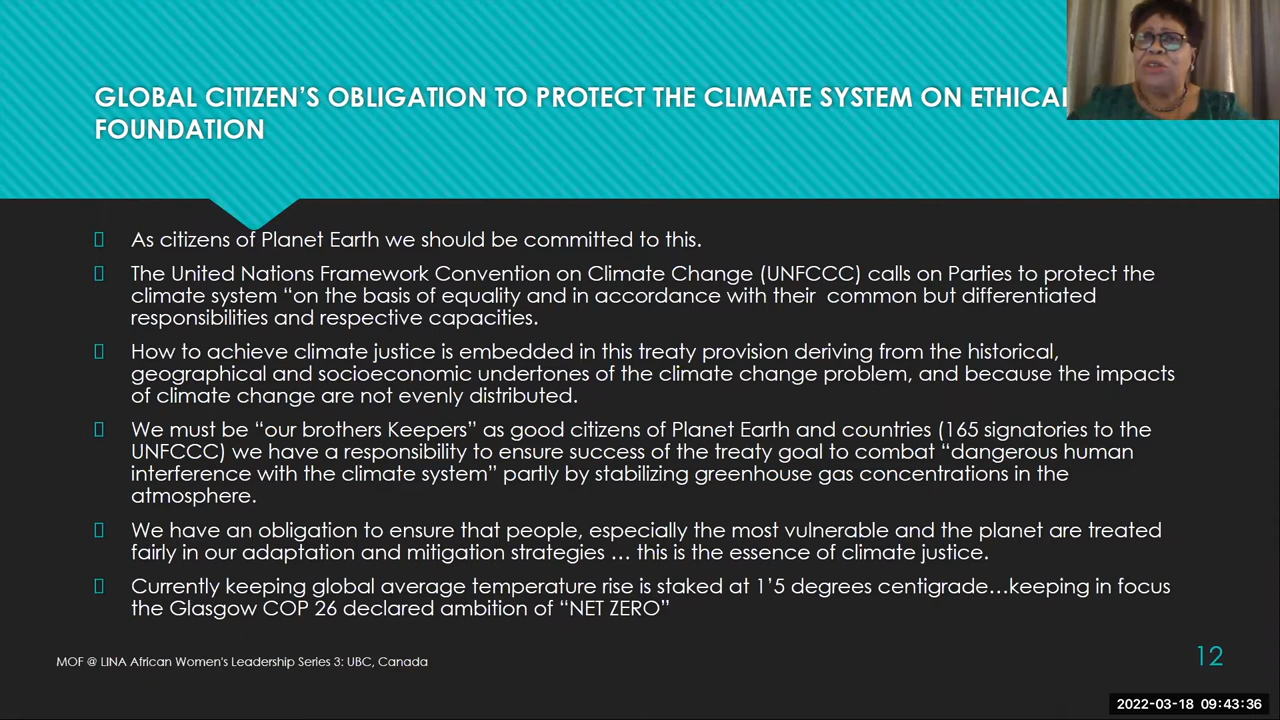 GLOBAL CITIZEN'S OBLIGATION TO PROTECT THE CLIMATE SYSTEM ON ETHICAL
FOUNDATION
As citizens of Planet Earth we should be committed to this.
The United Nations Framework Convention on Climate Change (UNFCCC) calls on Parties to protect the
climate system “on the basis of equality and in accordance with their common but differentiated
responsibilities and respective capacities.
How to achieve climate justice is embedded in this treaty provision deriving from the historical,
geographical and socioeconomic undertones of the climate change problem, and because the impacts
of climate change are not evenly distributed.
We must be “our brothers Keepers” as good citizens of Planet Earth and countries (165 signatories to the
UNFCCC) we have a responsibility to ensure success of the treaty goal to combat “dangerous human
interference with the climate system” partly by stabilizing greenhouse gas concentrations in the
atmosphere.
We have an obligation to ensure that people, especially the most vulnerable and the planet are treated
fairly in our adaptation and mitigation strategies … this is the essence of climate justice.
Currently keeping global average temperature rise is staked at 1’5 degrees centigrade…keeping in focus
the Glasgow COP 26 declared ambition of “NET ZERO”
MOF @ LINA African Women's Leadership Series 3: UBC, Canada
12
2022-03-18 09:43:36